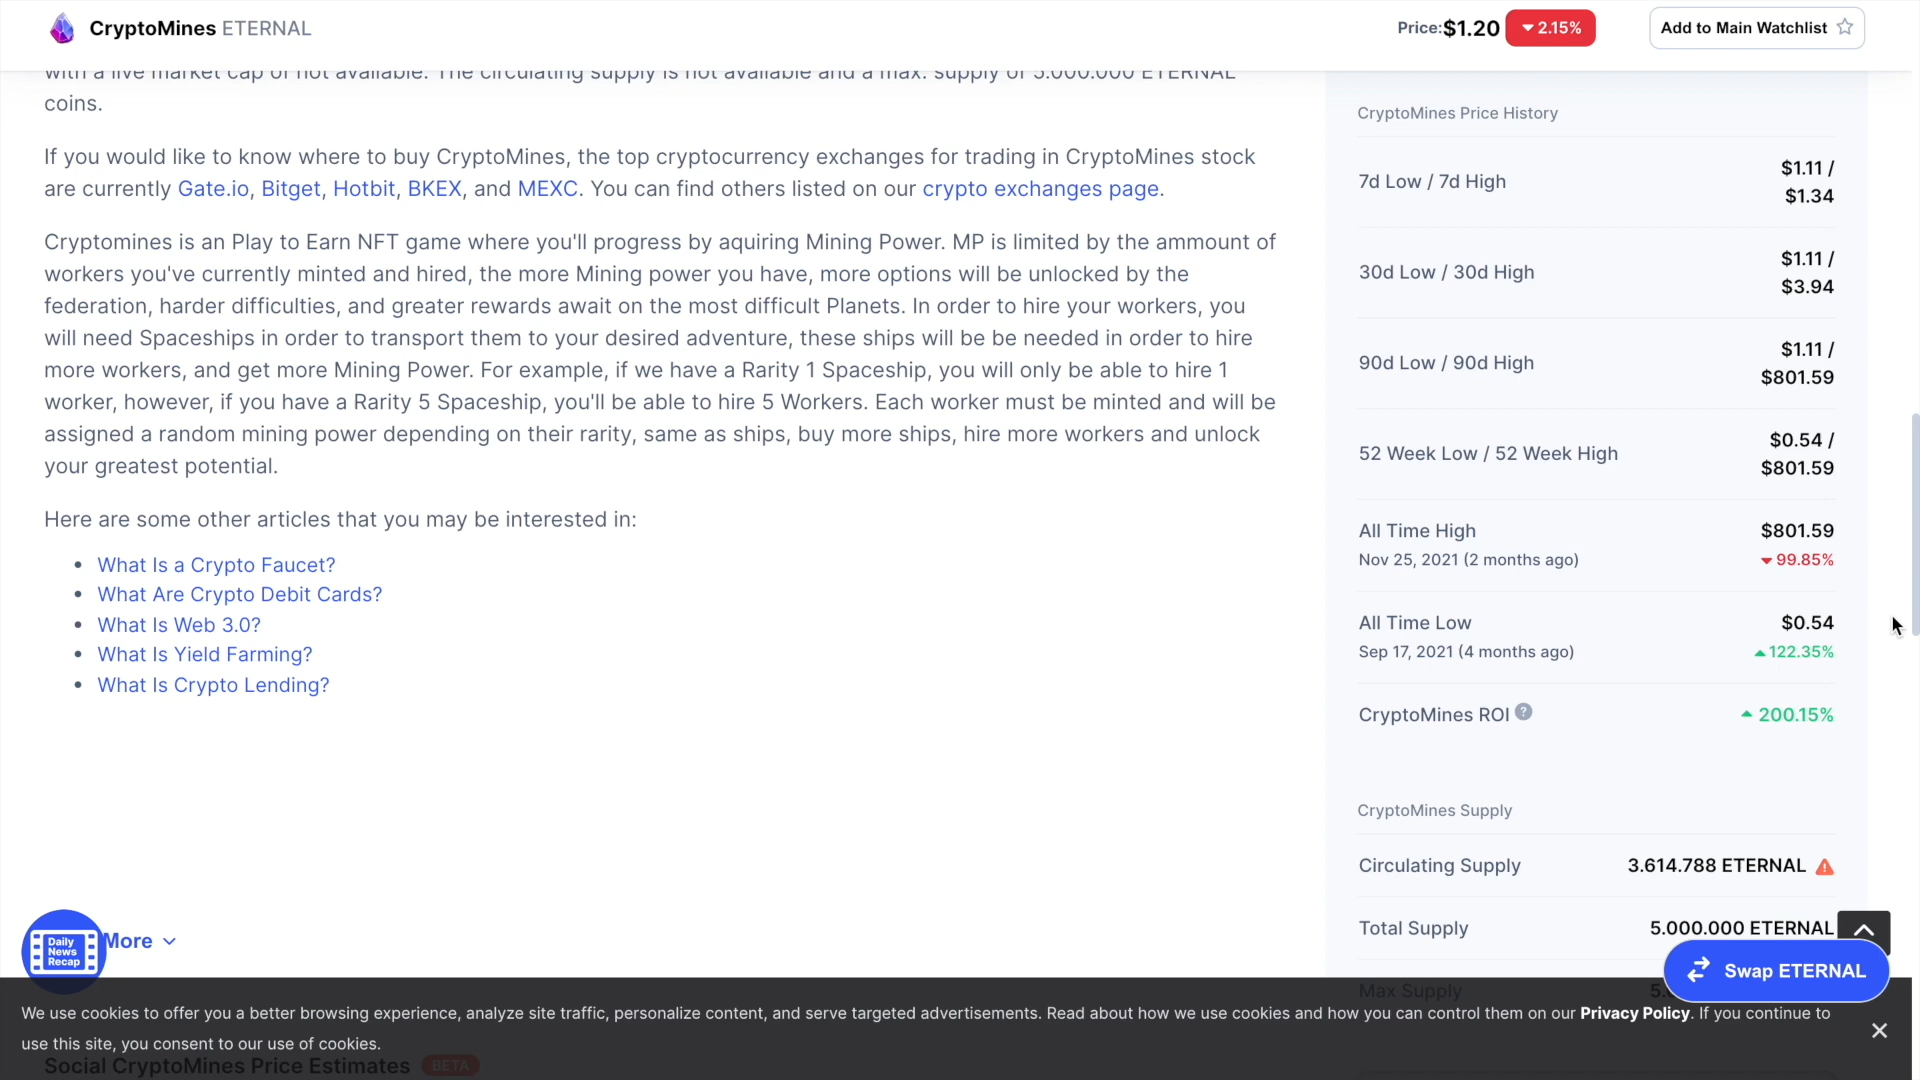 CryptoMines ETERNAL
Price:$1.20
2.15%
Add to Main Watchlist
with a live market cap of not available. The circulating supply is not available and a max. supply of 5.000.000 ETERNAL
coins.
If you would like to know where to buy CryptoMines, the top cryptocurrency exchanges for trading in CryptoMines stock
are currently Gate.io, Bitget, Hotbit, BKEX, and MEXC. You can find others listed on our crypto exchanges page.
Cryptomines is an Play to Earn NFT game where you'll progress by aquiring Mining Power. MP is limited by the ammount of
workers you've currently minted and hired, the more Mining power you have, more options will be unlocked by the
federation, harder difficulties, and greater rewards await on the most difficult Planets. In order to hire your workers, you
will need Spaceships in order to transport them to your desired adventure, these ships will be be needed in order to hire
more workers, and get more Mining Power. For example, if we have a Rarity 1 Spaceship, you will only be able to hire 1
worker, however, if you have a Rarity 5 Spaceship, you'll be able to hire 5 Workers. Each worker must be minted and will be
assigned a random mining power depending on their rarity, same as ships, buy more ships, hire more workers and unlock
your greatest potential.
Here are some other articles that you may be interested in:
• What Is a Crypto Faucet?
• What Are Crypto Debit Cards?
• What Is Web 3.0?
• What Is Yield Farming?
• What Is Crypto Lending?
More
Daily
News
Recap
CryptoMines Price History
7d Low / 7d High
$1.11 /
$1.34
30d Low / 30d High
$1.11 /
$3.94
90d Low / 90d High
$1.11 /
$801.59
52 Week Low / 52 Week High
$0.54 /
$801.59
All Time High
$801.59
Nov 25, 2021 (2 months ago)
99.85%
All Time Low
$0.54
Sep 17, 2021 (4 months ago)
122.35%
CryptoMines ROI
200.15%
CryptoMines Supply
Circulating Supply
3.614.788 ETERNAL
Total Supply
5.000.000 ETERNAL
Max Supply
Swap ETERNAL
We use cookies to offer you a better browsing experience, analyze site traffic, personalize content, and serve targeted advertisements. Read about how we use cookies and how you can control them on our Privacy Policy. If you continue to
use this site, you consent to our use of cookies.
Social CryptoMines Price Estimates
BETA